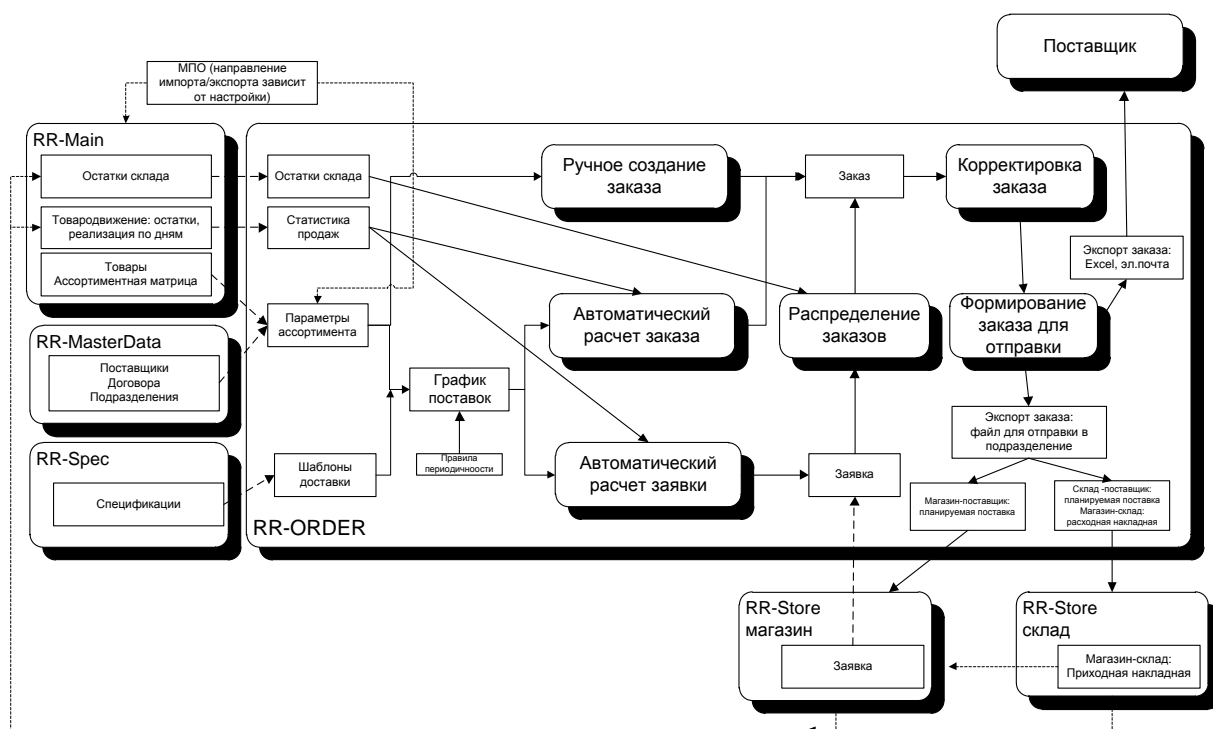 Поставщик
МПО (направление
импорта/экспорта зависит
от настройки)
RR-Main
Остатки склада
Товародвижение: остатки,
реализация по дням
Товары
Ассортиментная матрица
RR-MasterData
Поставщики
Договора
Подразделения
RR-Spec
Спецификации
Остатки склада
Статистика
продаж
Параметры
ассортимента
График
поставок
Правила
периодичноости
Шаблоны
доставки
RR-ORDER
Ручное создание
заказа
Автоматический
расчет заказа
Автоматический
расчет заявки
Заказ
Распределение
заказов
Заявка
Корректировка
заказа
Экспорт заказа:
Excel, эл.почта
Формирование
заказа для
отправки
Экспорт заказа:
файл для отправки в
подразделение
Магазин-поставщик:
планируемая поставка
Склад -поставщик:
планируемая поставка
Магазин-склад:
расходная накладная
RR-Store
магазин
Заявка
RR-Store
склад
Магазин-склад:
Приходная накладная